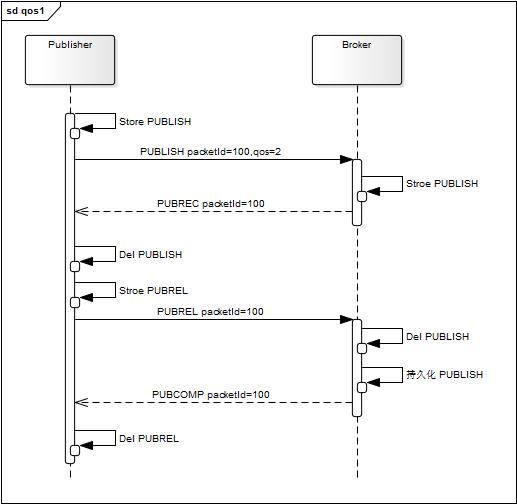 sd qos1
Publisher
Broker
Store PUBLISH
PUBLISH packetId=100,qos=2
Stroe PUBLISH
PUBREC packetId=100
Del PUBLISH
Stroe PUBREL
PUBREL packetId=100
Del PUBLISH
持久化 PUBLISH
PUBCOMP packetId=100
Del PUBREL